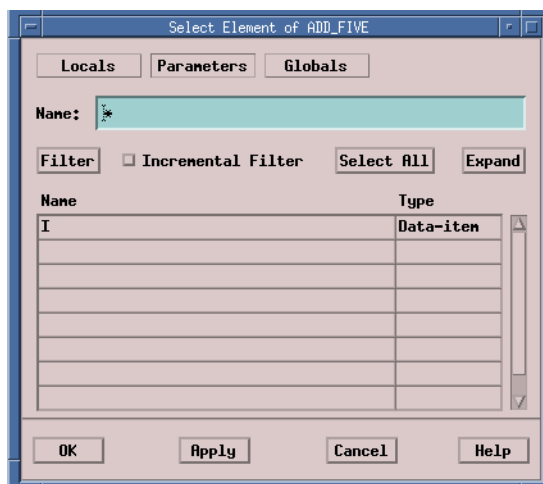 Select Element of ADD_FIVE
Locals Parameters Globals
Name: *
Filter Incremental Filter Select All Expand
Name Type
I Data-item
OK Apply Cancel Help